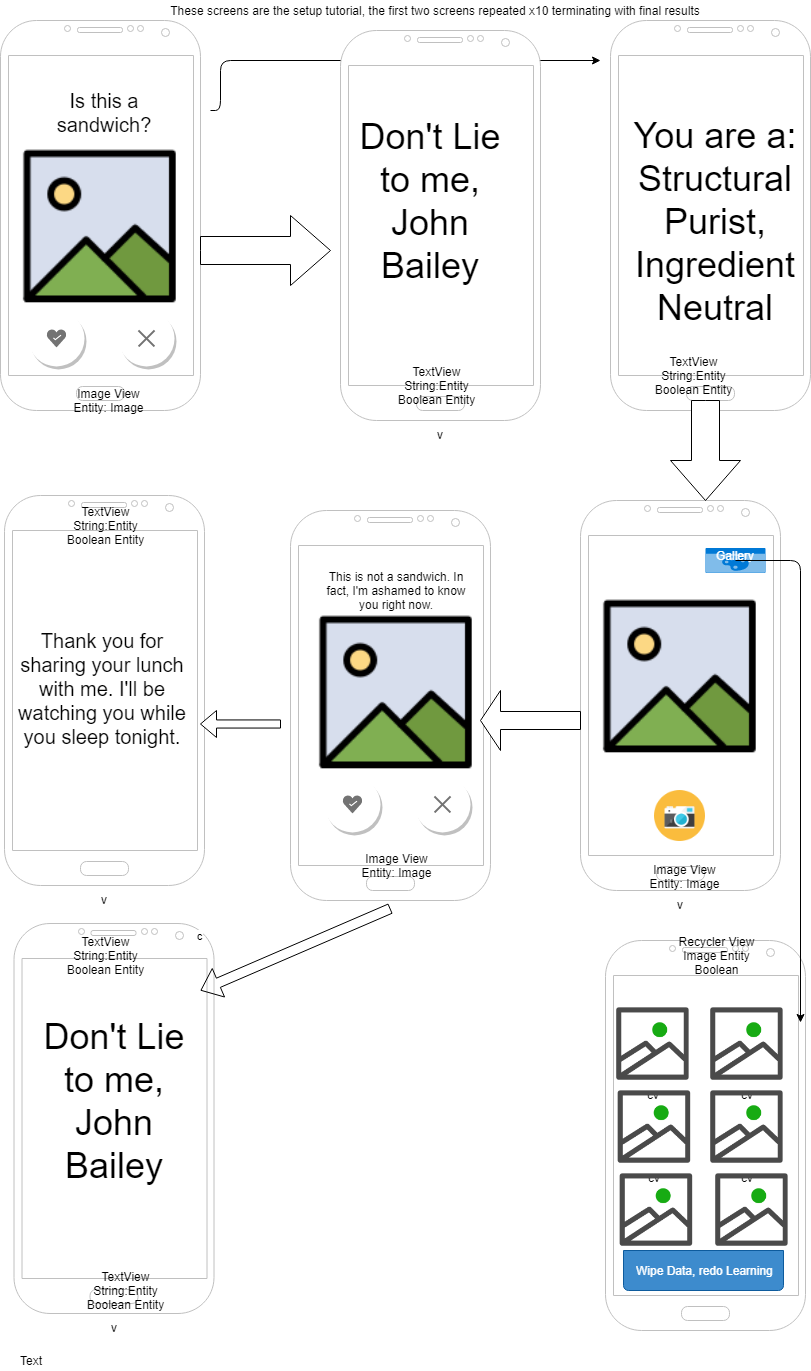 These screens are the setup tutorial, the first two screens repeated x10 terminating with final results
Is this a
sandwich?
Image View
Entity: Image
Don't Lie
to me,
John
Bailey
TextView
String:Entity
Boolean Entity
v
You are a:
Structural
Purist,
Ingredient
Neutral
TextView
String:Entity
Boolean Entity
TextView
String:Entity
Boolean Entity
Thank you for
sharing your lunch
with me. I'll be
watching you while
you sleep tonight.
v
This is not a sandwich. In
fact, I'm ashamed to know
you right now.
Image View
Entity: Image
Gallery
Image View
Entity: Image
v
TextView
String:Entity
Boolean Entity
c
Don't Lie
to me,
John
Bailey
TextView
String:Entity
Boolean Entity
v
Recycler View
Image Entity
Boolean
cv
cv
cv
cv
Wipe Data, redo Learning
Text